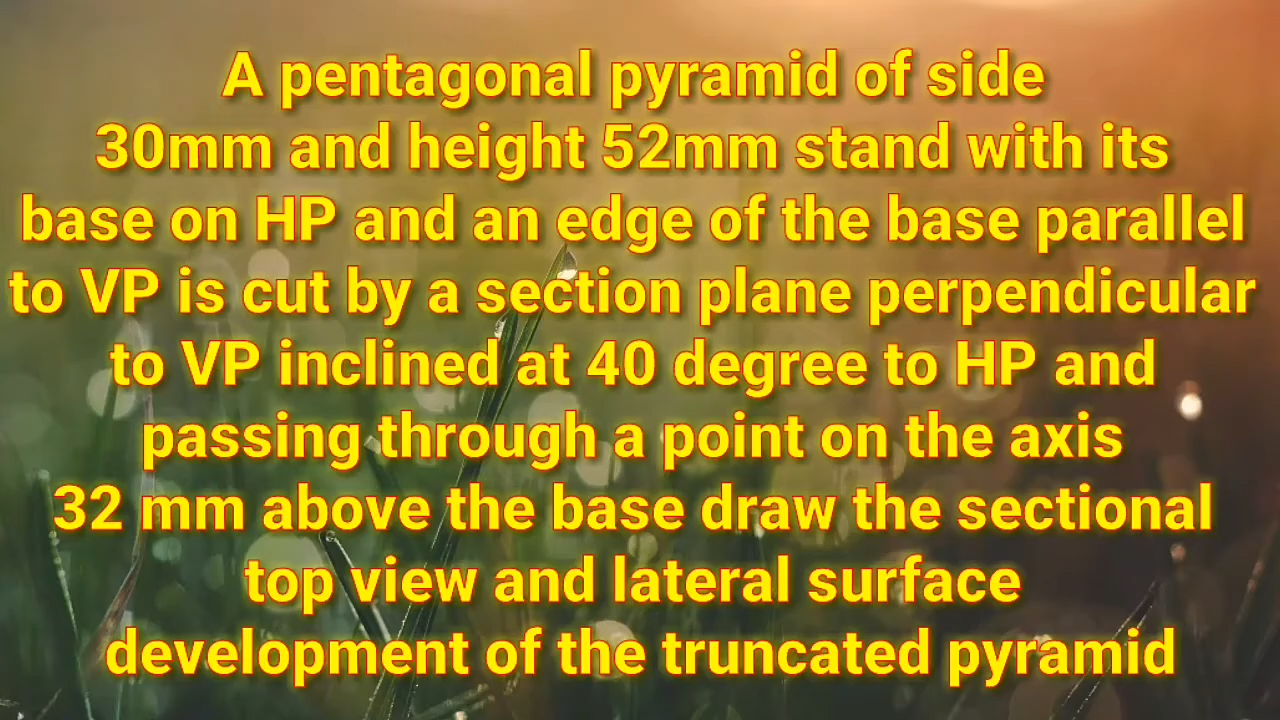 A pentagonal pyramid of side
30mm and height 52mm stand with its
base on HP and an edge of the base parallel
to VP is cut by a section plane perpendicular
to VP inclined at 40 degree to HP and
passing through a point on the axis
32 mm above the base draw the sectional
top view and lateral surface
development of the truncated pyramid